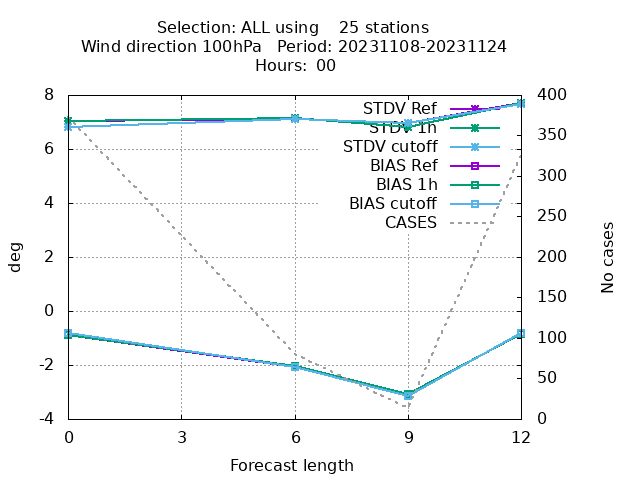 Selection: ALL using    25 stations
Wind direction 100hPa   Period: 20231108-20231124
Hours: 00
8
6
4
2
0
-2
-4
deg
400
350
300
250
200
150
100
50
0
No cases
STDV Ref
STDV 1h
STDV cutoff
BIAS Ref
BIAS 1h
BIAS cutoff
CASES
0 3 6 9 12
Forecast length